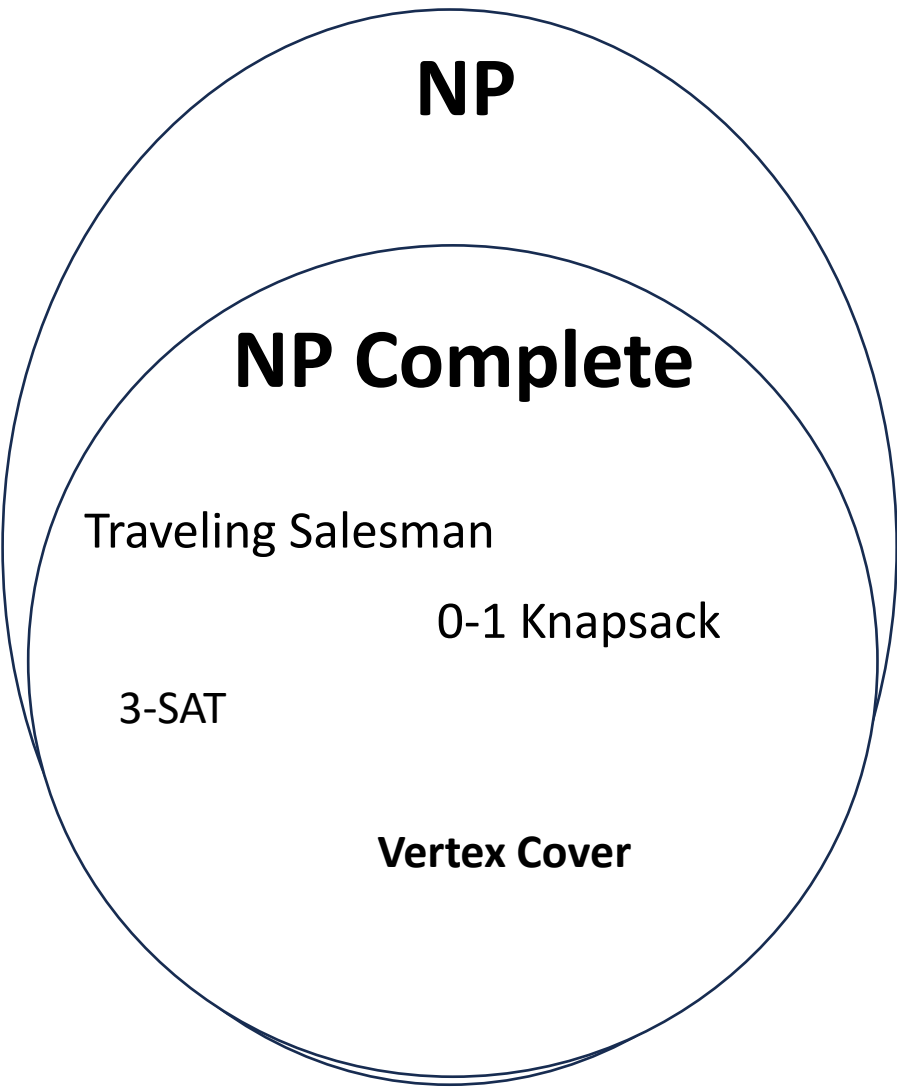 NP
NP Complete
Traveling Salesman
0-1 Knapsack
3-SAT
Vertex Cover